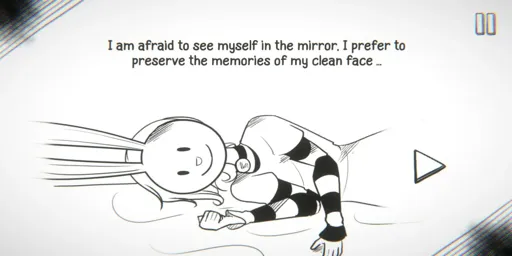 I am afraid to see myself in the mirror. I prefer to
preserve the memories of my clean face ...